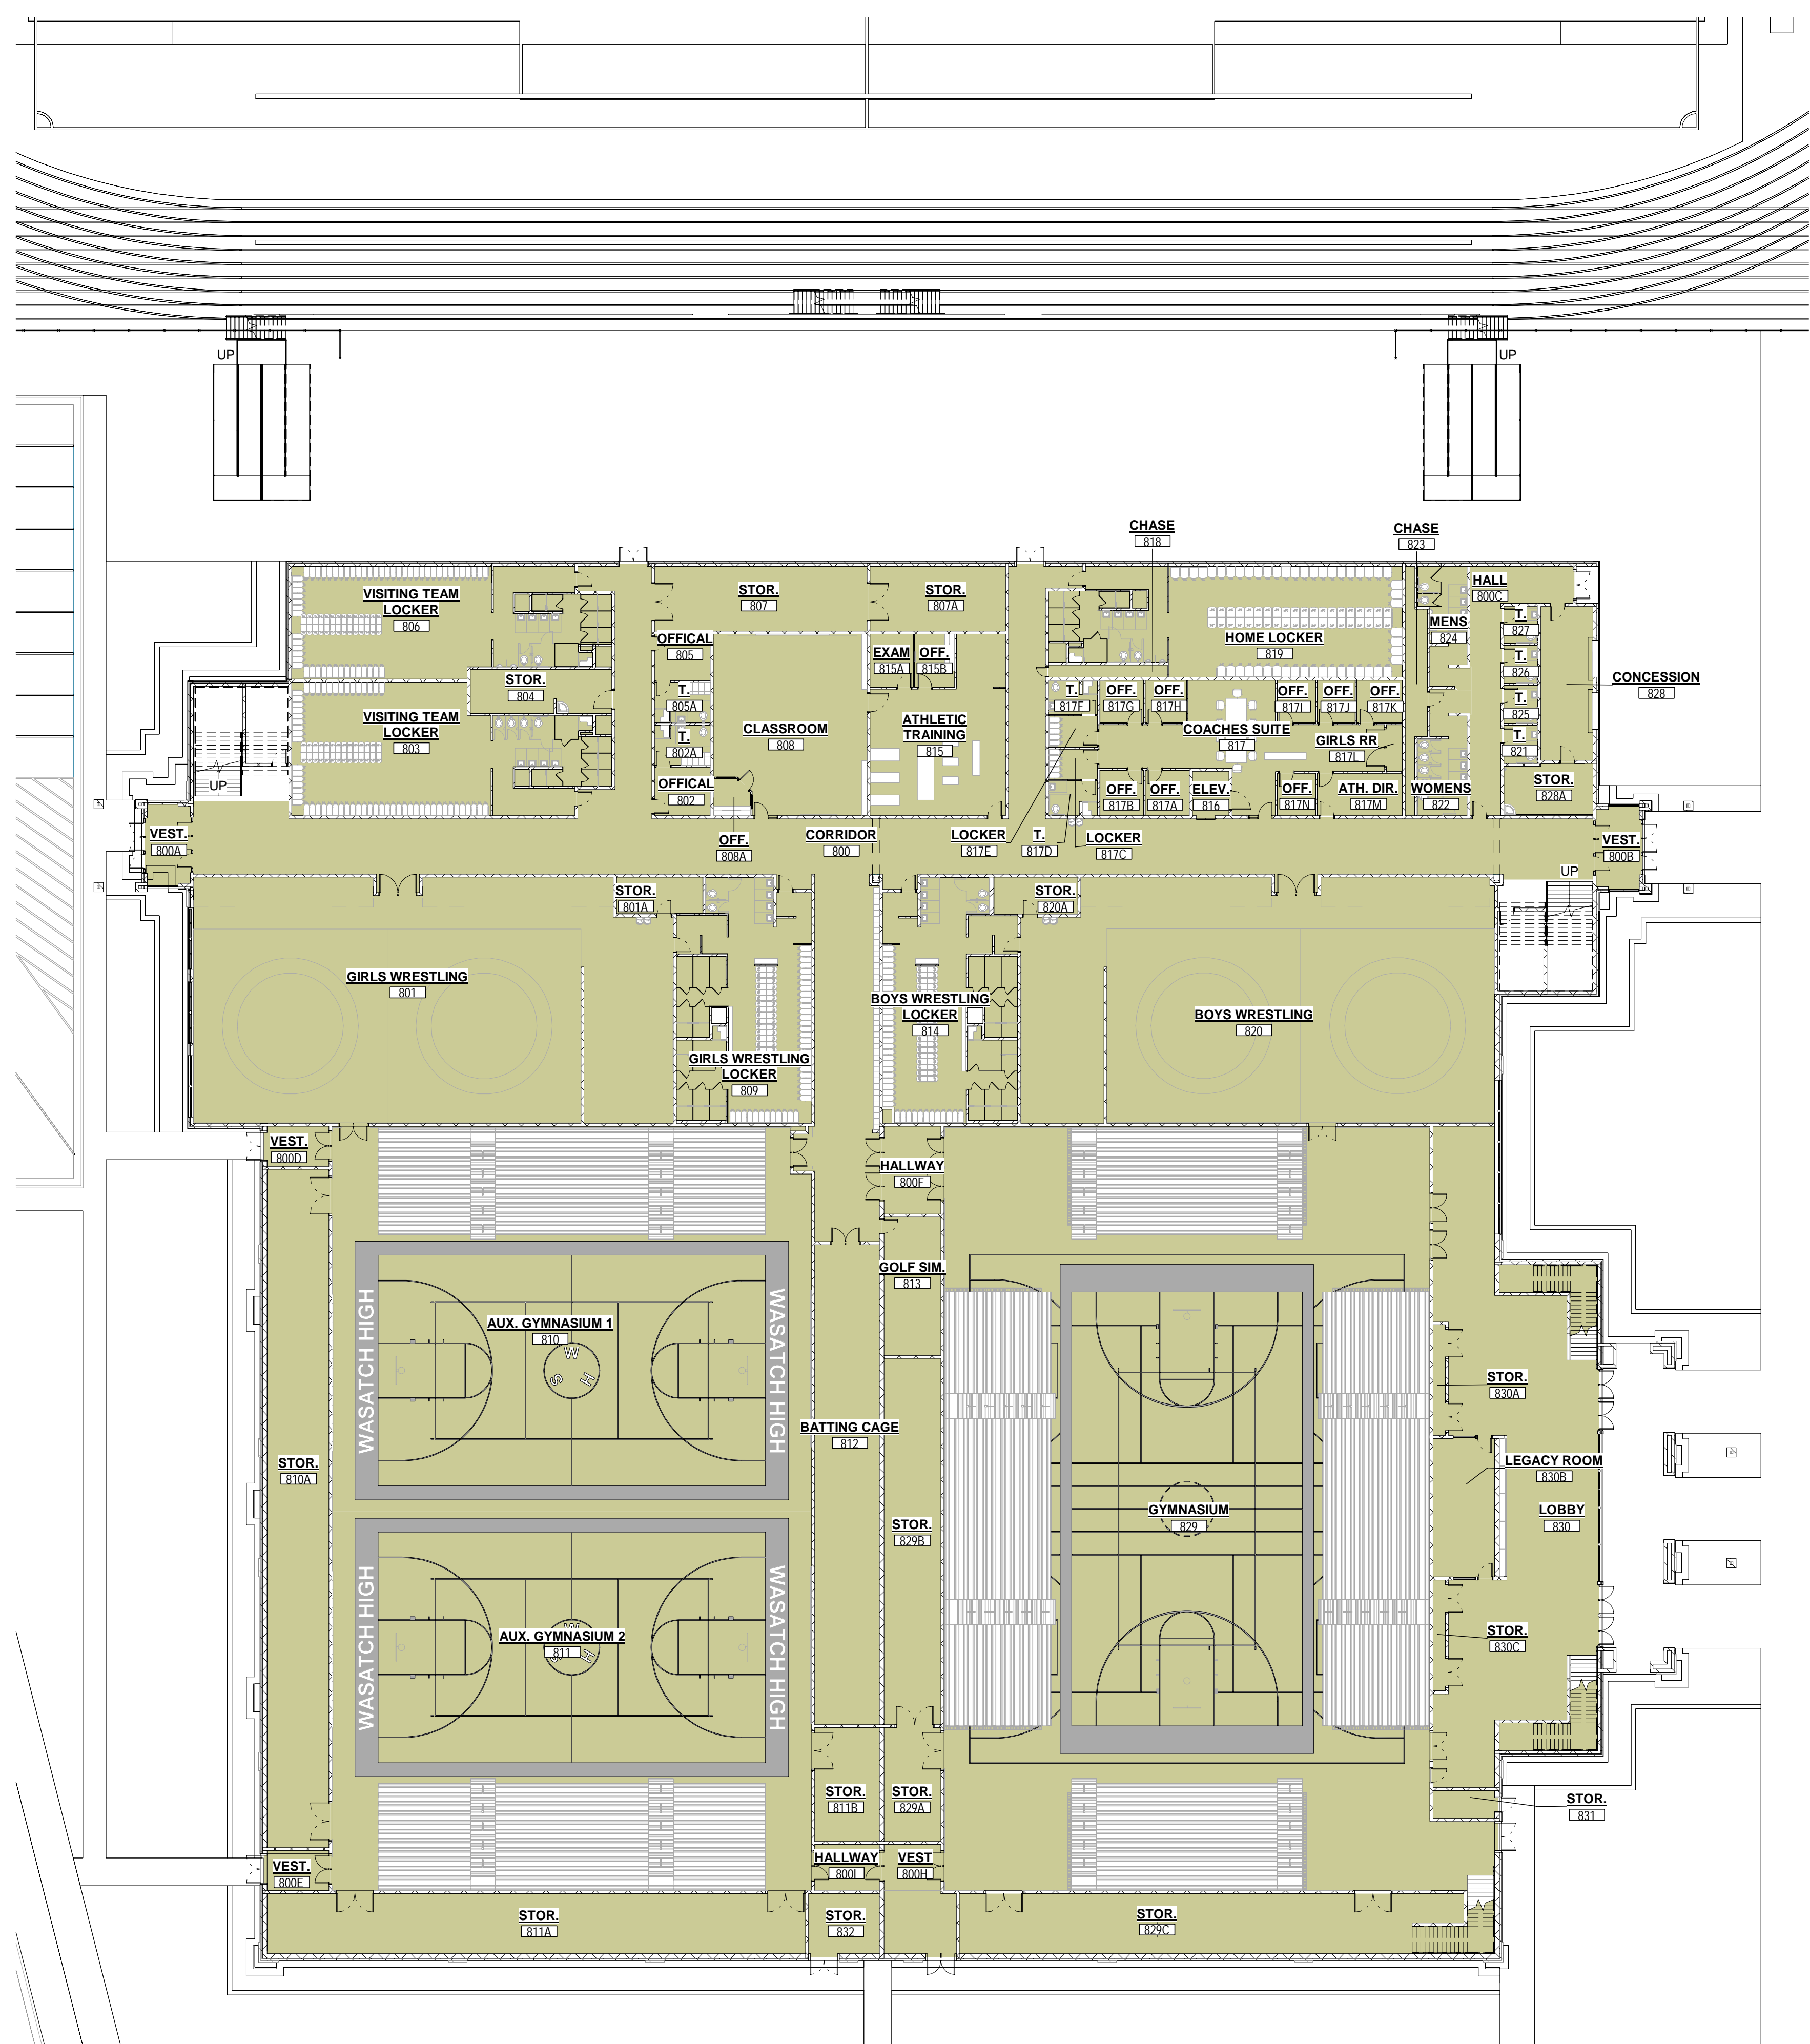 UP
UP
CHASE
818
CHASE
823
VISITING TEAM
LOCKER
806
STOR.
807
STOR.
807A
HALL
800C
T.
827
MENS
824
OFFICAL
805
EXAM
815A
OFF.
815B
HOME LOCKER
819
T.
826
STOR.
804
CONCESSION
828
T.
805A
T.
817F
OFF.
817G
OFF.
817H
OFF.
817I
OFF.
817J
OFF.
817K
T.
825
VISITING TEAM
LOCKER
803
T.
802A
CLASSROOM
808
ATHLETIC
TRAINING
815
COACHES SUITE
817
GIRLS RR
817L
T.
821
UP
OFFICAL
802
OFF.
817B
OFF.
817A
ELEV.
816
OFF.
817N
ATH. DIR.
817M
WOMENS
822
STOR.
828A
VEST.
800A
OFF.
808A
CORRIDOR
800
LOCKER
817E
T.
817D
LOCKER
817C
VEST.
800B
UP
STOR.
801A
STOR.
820A
GIRLS WRESTLING
801
BOYS WRESTLING
LOCKER
814
BOYS WRESTLING
820
GIRLS WRESTLING
LOCKER
809
VEST.
800D
HALLWAY
800F
GOLF SIM.
813
WASATCH HIGH
AUX. GYMNASIUM 1
810
W
S
H
WASATCH HIGH
STOR.
830A
BATTING CAGE
812
STOR.
810A
LEGACY ROOM
830B
GYMNASIUM
829
LOBBY
830
STOR.
829B
WASATCH HIGH
AUX. GYMNASIUM 2
811
W
H
WASATCH HIGH
STOR.
830C
STOR.
811B
STOR.
829A
STOR.
831
VEST.
800E
HALLWAY
800I
VEST
800H
STOR.
811A
STOR.
832
STOR.
829C